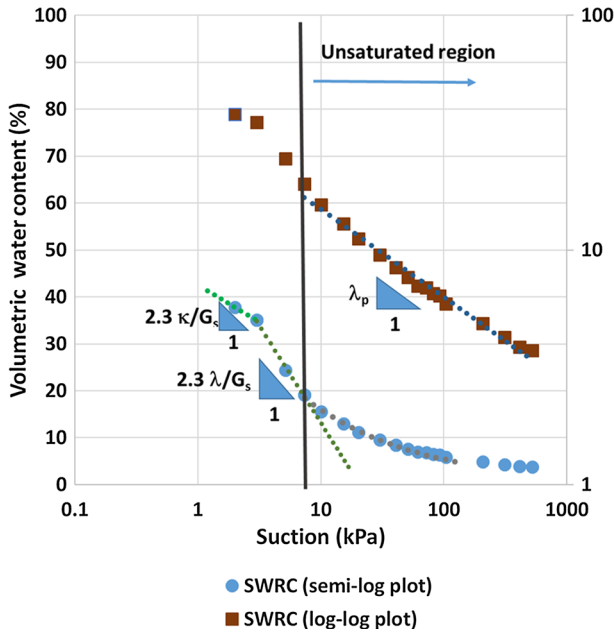 100
90
80
70
60
50
40
30
20
10
0
Volumetric water content (%)
100
10
1
Unsaturated region
λp
1
2.3 κ/Gs
1
2.3 λ/Gs
1
0.1 1 10 100 1000
Suction (kPa)
SWRC (semi-log plot)
SWRC (log-log plot)